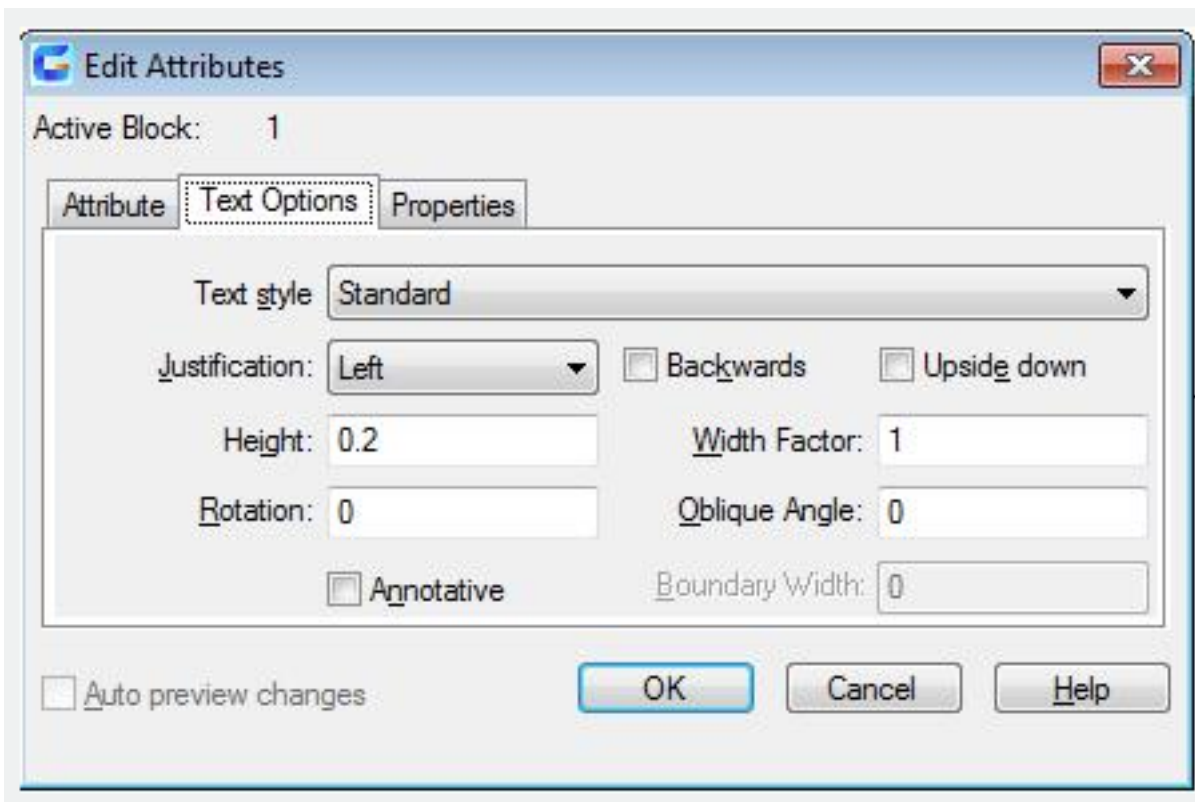 Edit Attributes
Active Block: 1
Attribute Text Options Properties
Text style Standard
Justification: Left Backwards Upside down
Height: 0.2 Width Factor: 1
Rotation: 0 Oblique Angle: 0
Annotative Boundary Width: 0
Auto preview changes OK Cancel Help